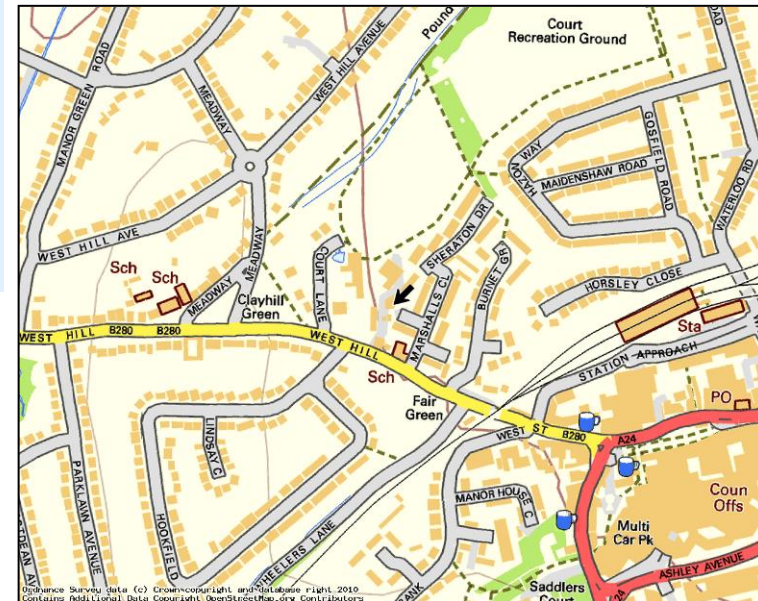 Court
Recreation Ground
Pound
MANOR GREEN ROAD
MEADWAY
WEST HILL AVENUE
HAZON WAY
GOSFIELD ROAD
MAIDENSHAW ROAD
WATERLOO RD
WEST HILL AVE
MEADWAY
COURT LANE
SHERATON DR
BURNET GR
HORSLEY CLOSE
Sch
Sch
MEADWAY
Clayhill
Green
MARSHALLS CL
Sta
WEST HILL B280 B280
WEST HILL
Sch
STATION APPROACH
Fair
Green
PO
WEST ST B280
A24
LINDSAY C
MANOR HOUSE C
Coun
Offs
PARKLAWN AVENUE
HOOKFIELD
WHEELERS LANE
Multi
Car Pk
ASHLEY AVENUE
Saddlers
Court
Ordnance Survey data (c) Crown copyright and database right 2010
Contains Additional Data Copyright OpenStreetMap.org Contributors